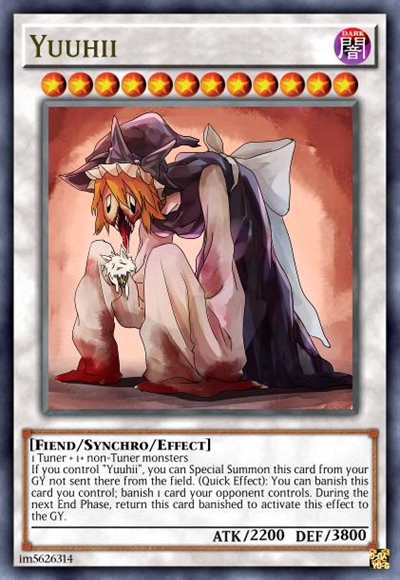 Yuuhii
DARK
闇
[Fiend/Synchro/Effect]
1 Tuner + 1+ non-Tuner monsters
If you control "Yuuhii", you can Special Summon this card from your
GY not sent there from the field. (Quick Effect): You can banish this
card you control; banish 1 card your opponent controls. During the
next End Phase, return this card banished to activate this effect to
the GY.
ATK/2200 DEF/3800
im5626314